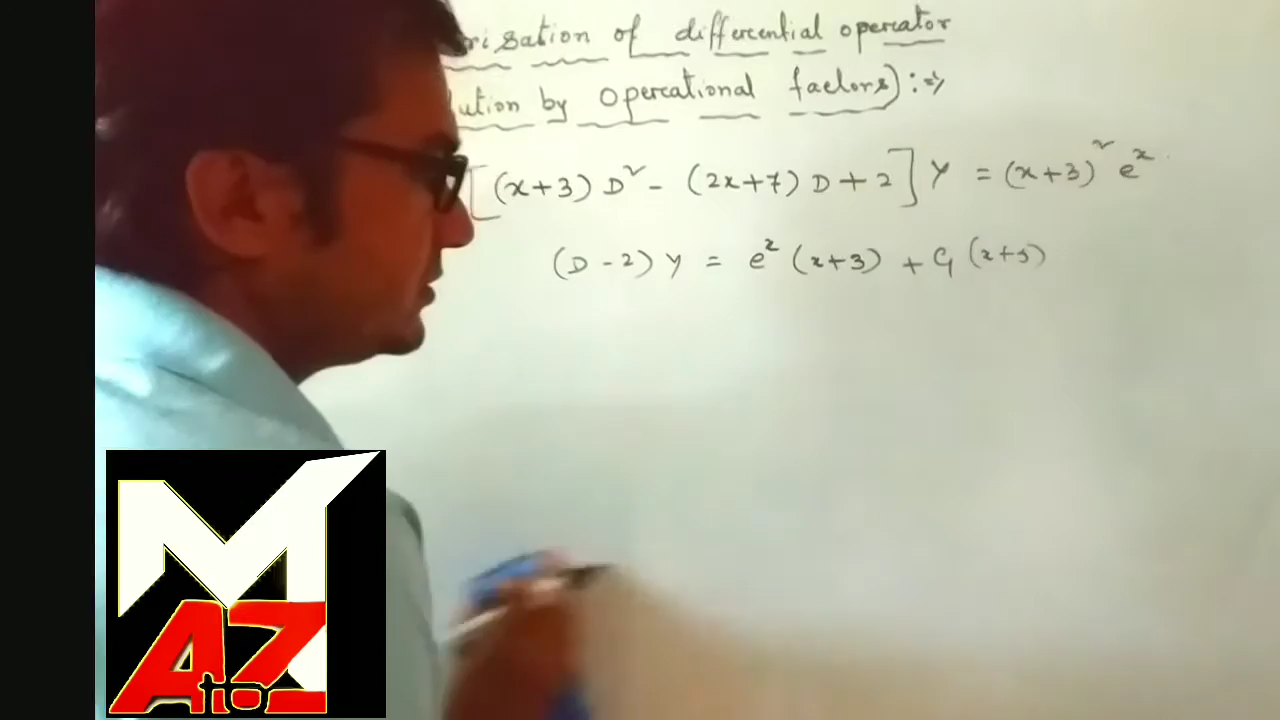 risation of differential operator
lution by operational factors) :⇒
[(x+3) D² - (2x+7) D + 2] y = (x+3)² eˣ.
(D - 2) y = eˣ (x+3) + C₁ (x+3)
M
AtoZ